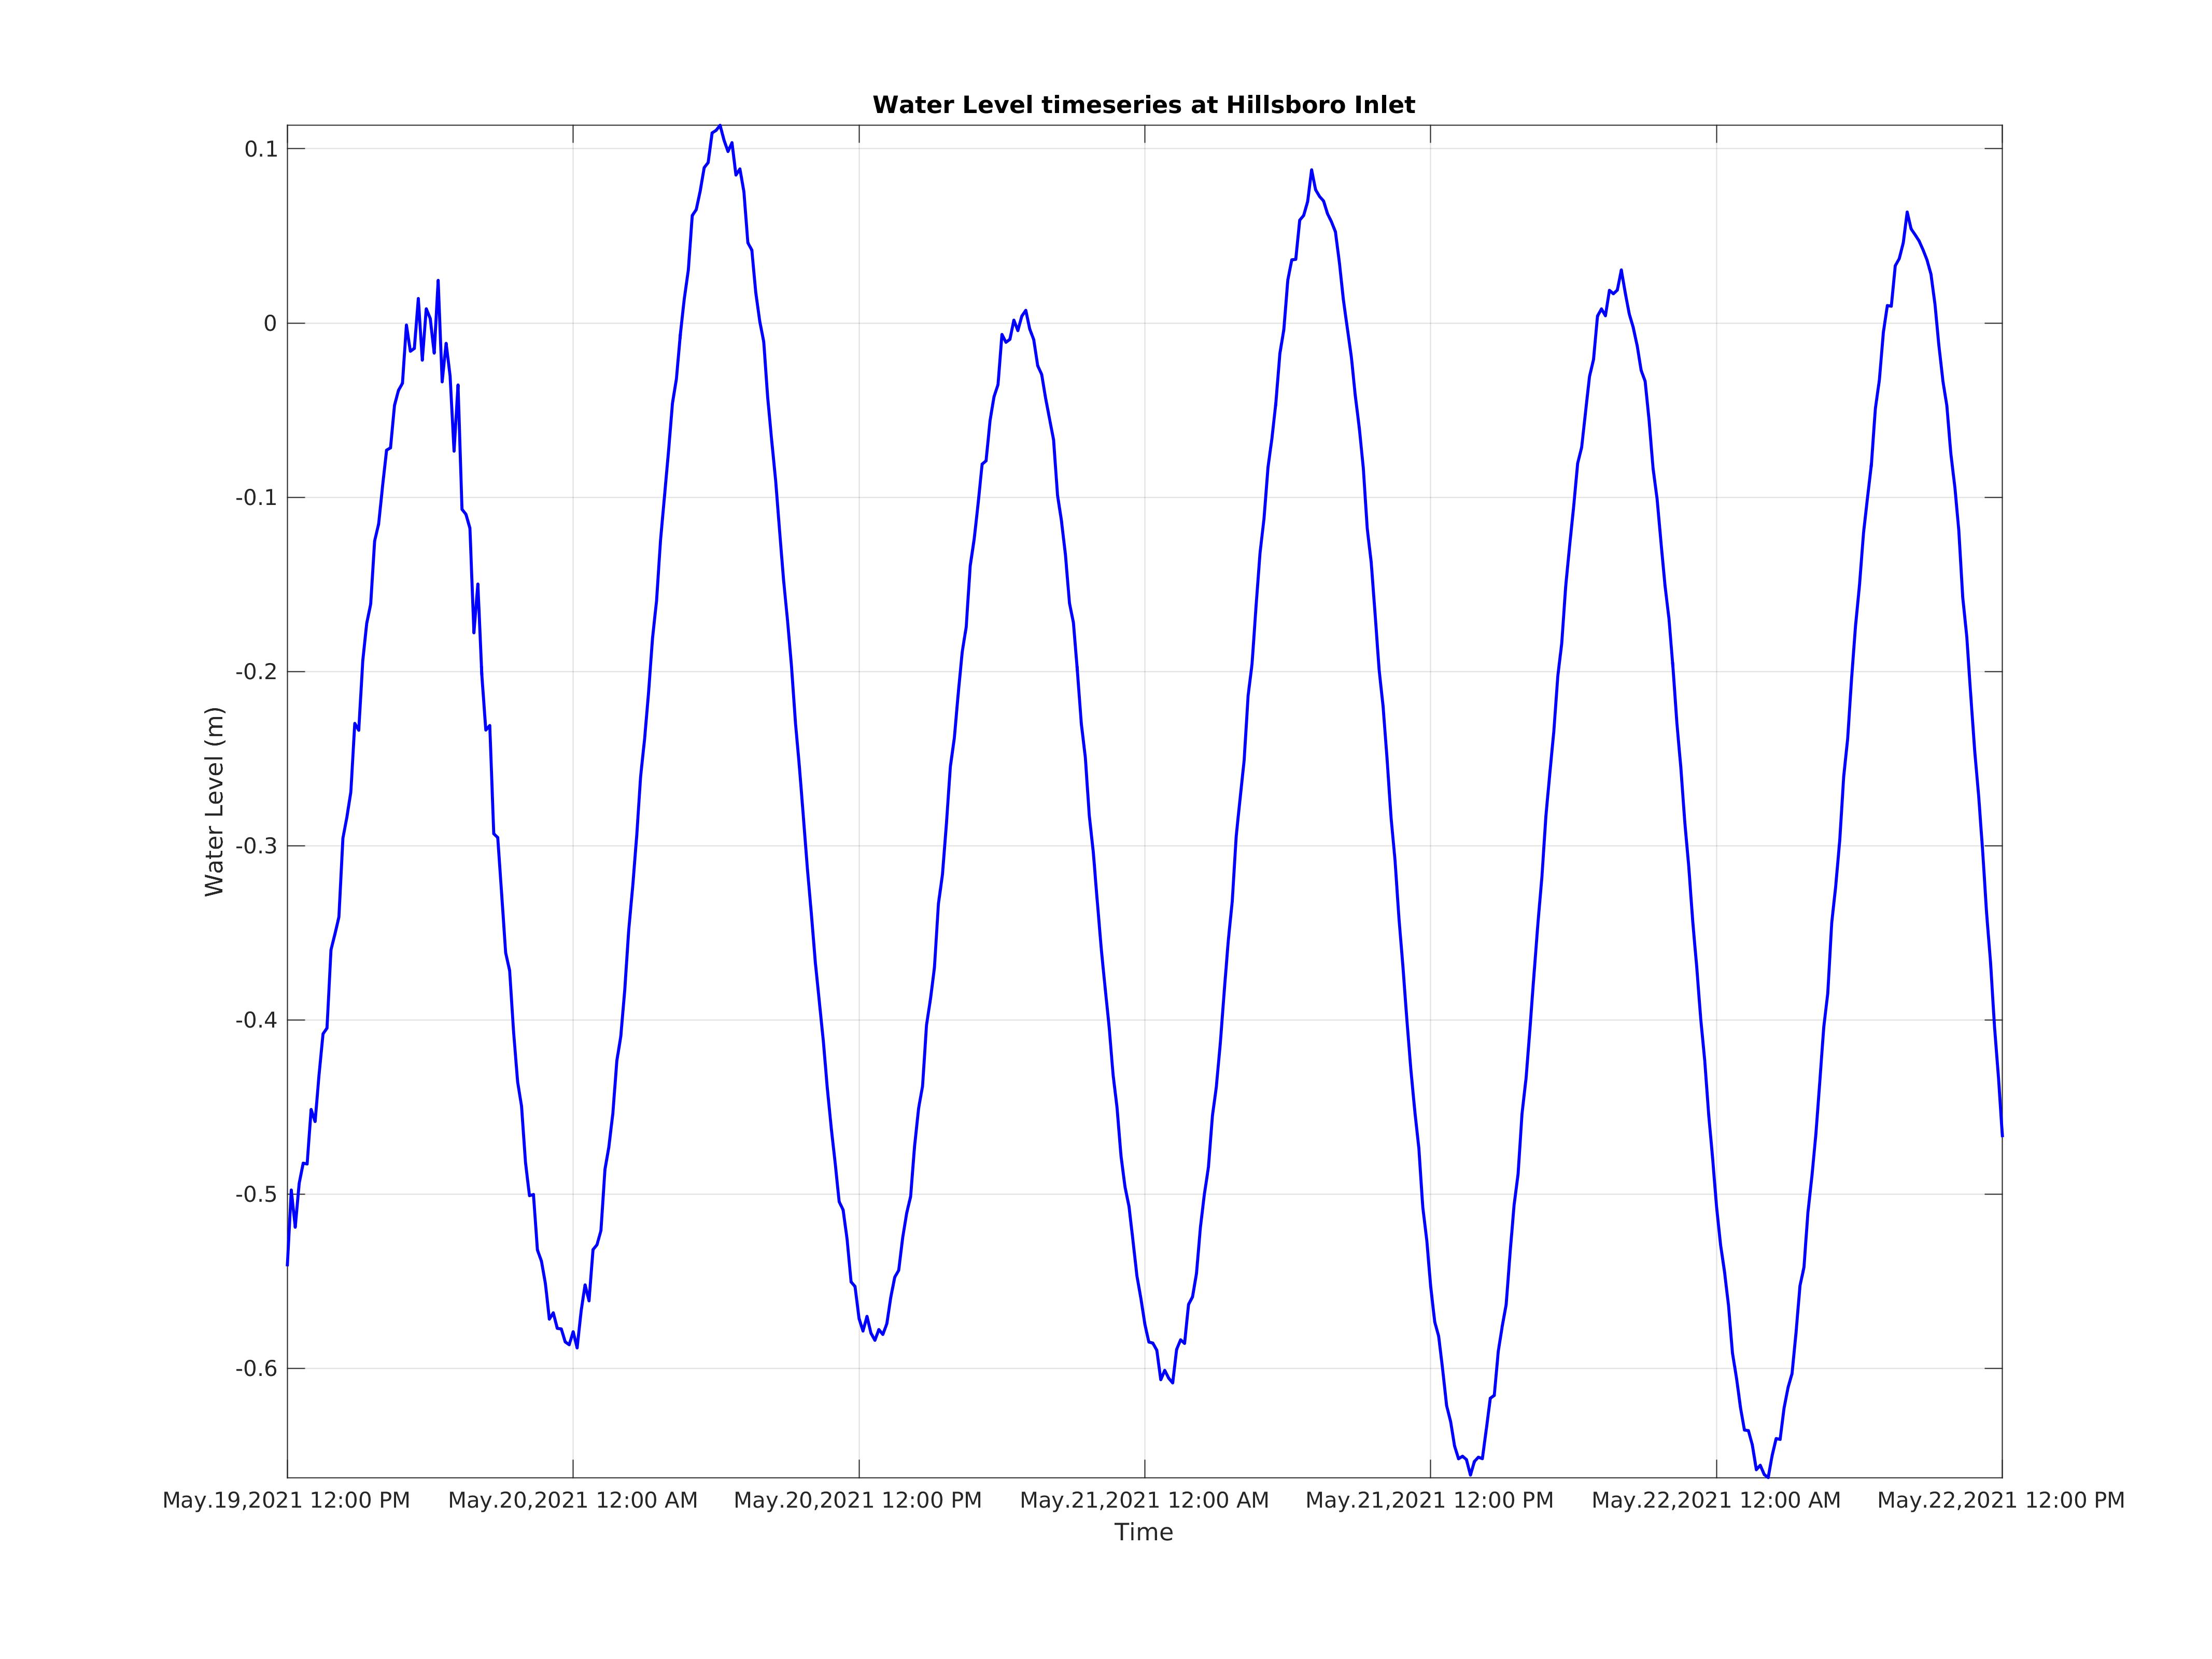 Water Level timeseries at Hillsboro Inlet
0.1
0
-0.1
-0.2
-0.3
-0.4
-0.5
-0.6
Water Level (m)
May.19,2021 12:00 PM
May.20,2021 12:00 AM
May.20,2021 12:00 PM
May.21,2021 12:00 AM
May.21,2021 12:00 PM
May.22,2021 12:00 AM
May.22,2021 12:00 PM
Time